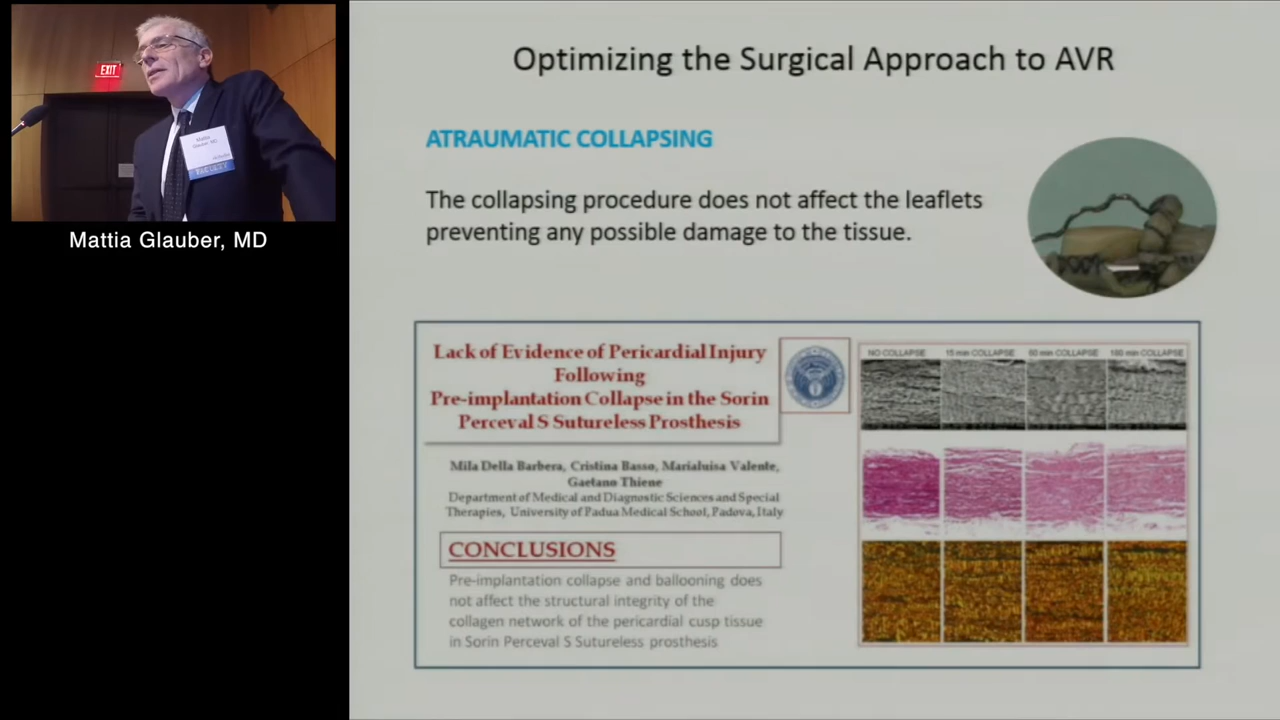 EXIT
Mattia
Glauber, MD
FACULTY
Mattia Glauber, MD
Optimizing the Surgical Approach to AVR
ATRAUMATIC COLLAPSING
The collapsing procedure does not affect the leaflets
preventing any possible damage to the tissue.
Lack of Evidence of Pericardial Injury
Following
Pre-implantation Collapse in the Sorin
Perceval S Sutureless Prosthesis
Mila Della Barbera, Cristina Basso, Marialuisa Valente,
Gaetano Thiene
Department of Medical and Diagnostic Sciences and Special
Therapies, University of Padua Medical School, Padova, Italy
CONCLUSIONS
Pre-implantation collapse and ballooning does
not affect the structural integrity of the
collagen network of the pericardial cusp tissue
in Sorin Perceval S Sutureless prosthesis
NO COLLAPSE 15 min COLLAPSE 60 min COLLAPSE 180 min COLLAPSE